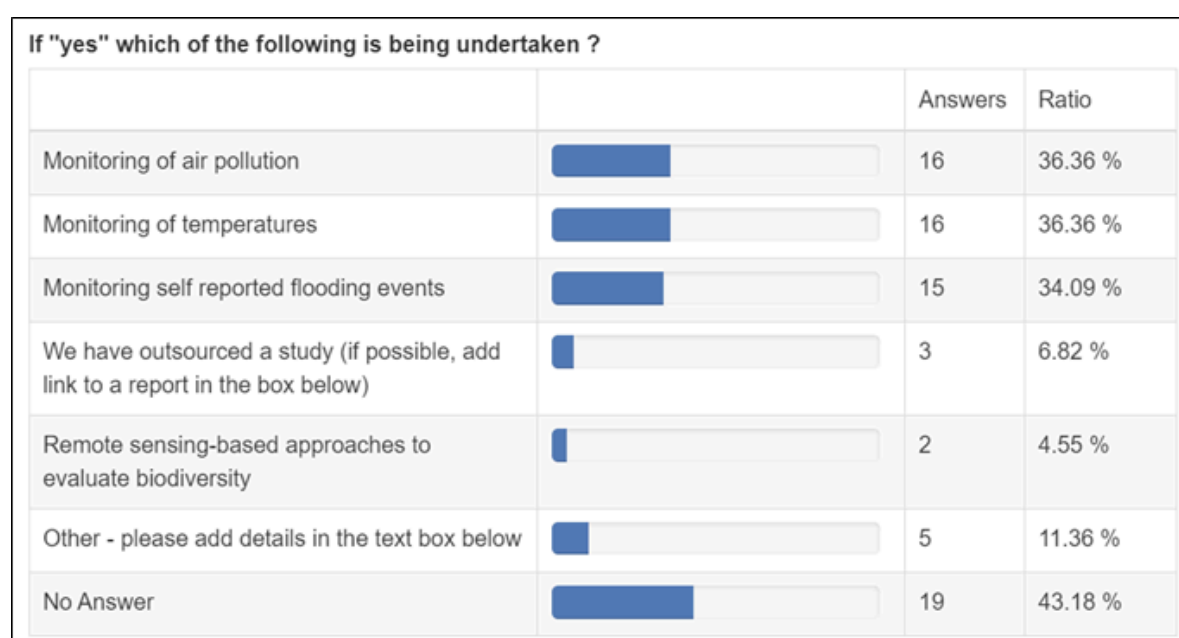 If "yes" which of the following is being undertaken ?
Answers Ratio
Monitoring of air pollution 16 36.36 %
Monitoring of temperatures 16 36.36 %
Monitoring self reported flooding events 15 34.09 %
We have outsourced a study (if possible, add 3 6.82 %
link to a report in the box below)
Remote sensing-based approaches to 2 4.55 %
evaluate biodiversity
Other - please add details in the text box below 5 11.36 %
No Answer 19 43.18 %